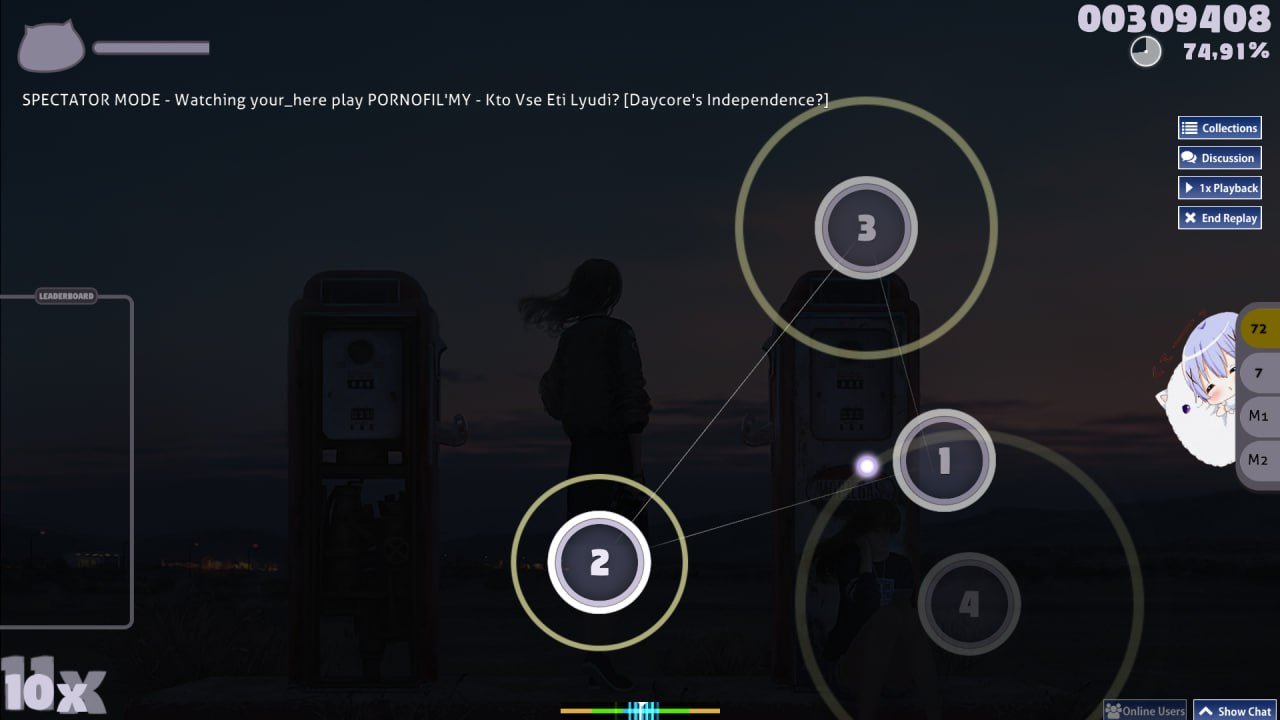 00309408
74,91%
SPECTATOR MODE - Watching your_here play PORNOFIL'MY - Kto Vse Eti Lyudi? [Daycore's Independence?]
Collections
Discussion
1x Playback
End Replay
3
LEADERBOARD
72
7
M1
M2
1
2
4
10x
Online Users
Show Chat